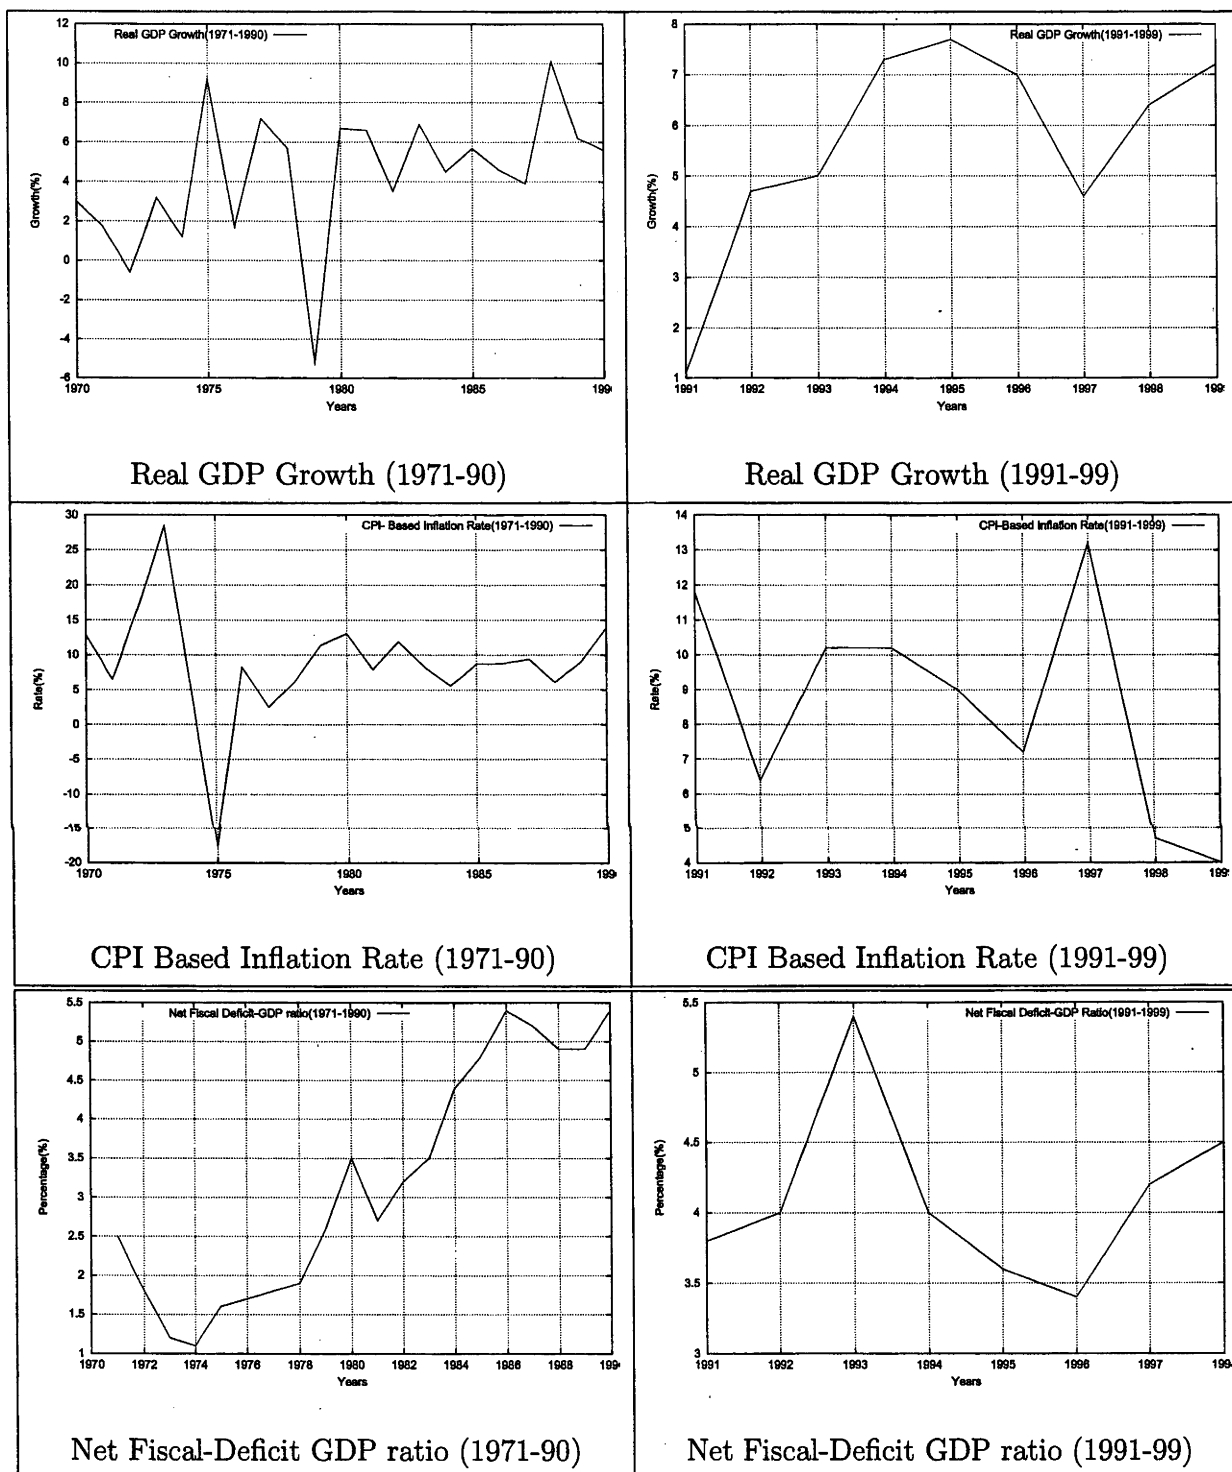 Real GDP Growth(1971-1990)
12
10
8
6
4
2
0
-2
-4
-6
Growth(%)
1970 1975 1980 1985 199
Years
Real GDP Growth (1971-90)
Real GDP Growth(1991-1999)
8
7
6
5
4
3
2
1
Growth(%)
1991 1992 1993 1994 1995 1996 1997 1998 199
Years
Real GDP Growth (1991-99)
CPI- Based Inflation Rate(1971-1990)
30
25
20
15
10
5
0
-5
-10
-15
-20
Rate(%)
1970 1975 1980 1985 199
Years
CPI Based Inflation Rate (1971-90)
CPI-Based Inflation Rate(1991-1999)
14
13
12
11
10
9
8
7
6
5
4
Rate(%)
1991 1992 1993 1994 1995 1996 1997 1998 199
Years
CPI Based Inflation Rate (1991-99)
Net Fiscal Deficit-GDP ratio(1971-1990)
5.5
5
4.5
4
3.5
3
2.5
2
1.5
1
Percentage(%)
1970 1972 1974 1976 1978 1980 1982 1984 1986 1988 199
Years
Net Fiscal-Deficit GDP ratio (1971-90)
Net Fiscal Deficit-GDP Ratio(1991-1999)
5.5
5
4.5
4
3.5
3
Percentage(%)
1991 1992 1993 1994 1995 1996 1997
Years
Net Fiscal-Deficit GDP ratio (1991-99)